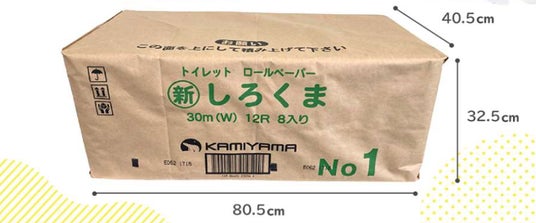 お願い
この面を上にして積み上げて下さい
トイレット ロールペーパー
新 しろくま
30m(W) 12R 8入り
KAMIYAMA
No 1
40.5cm
32.5cm
80.5cm